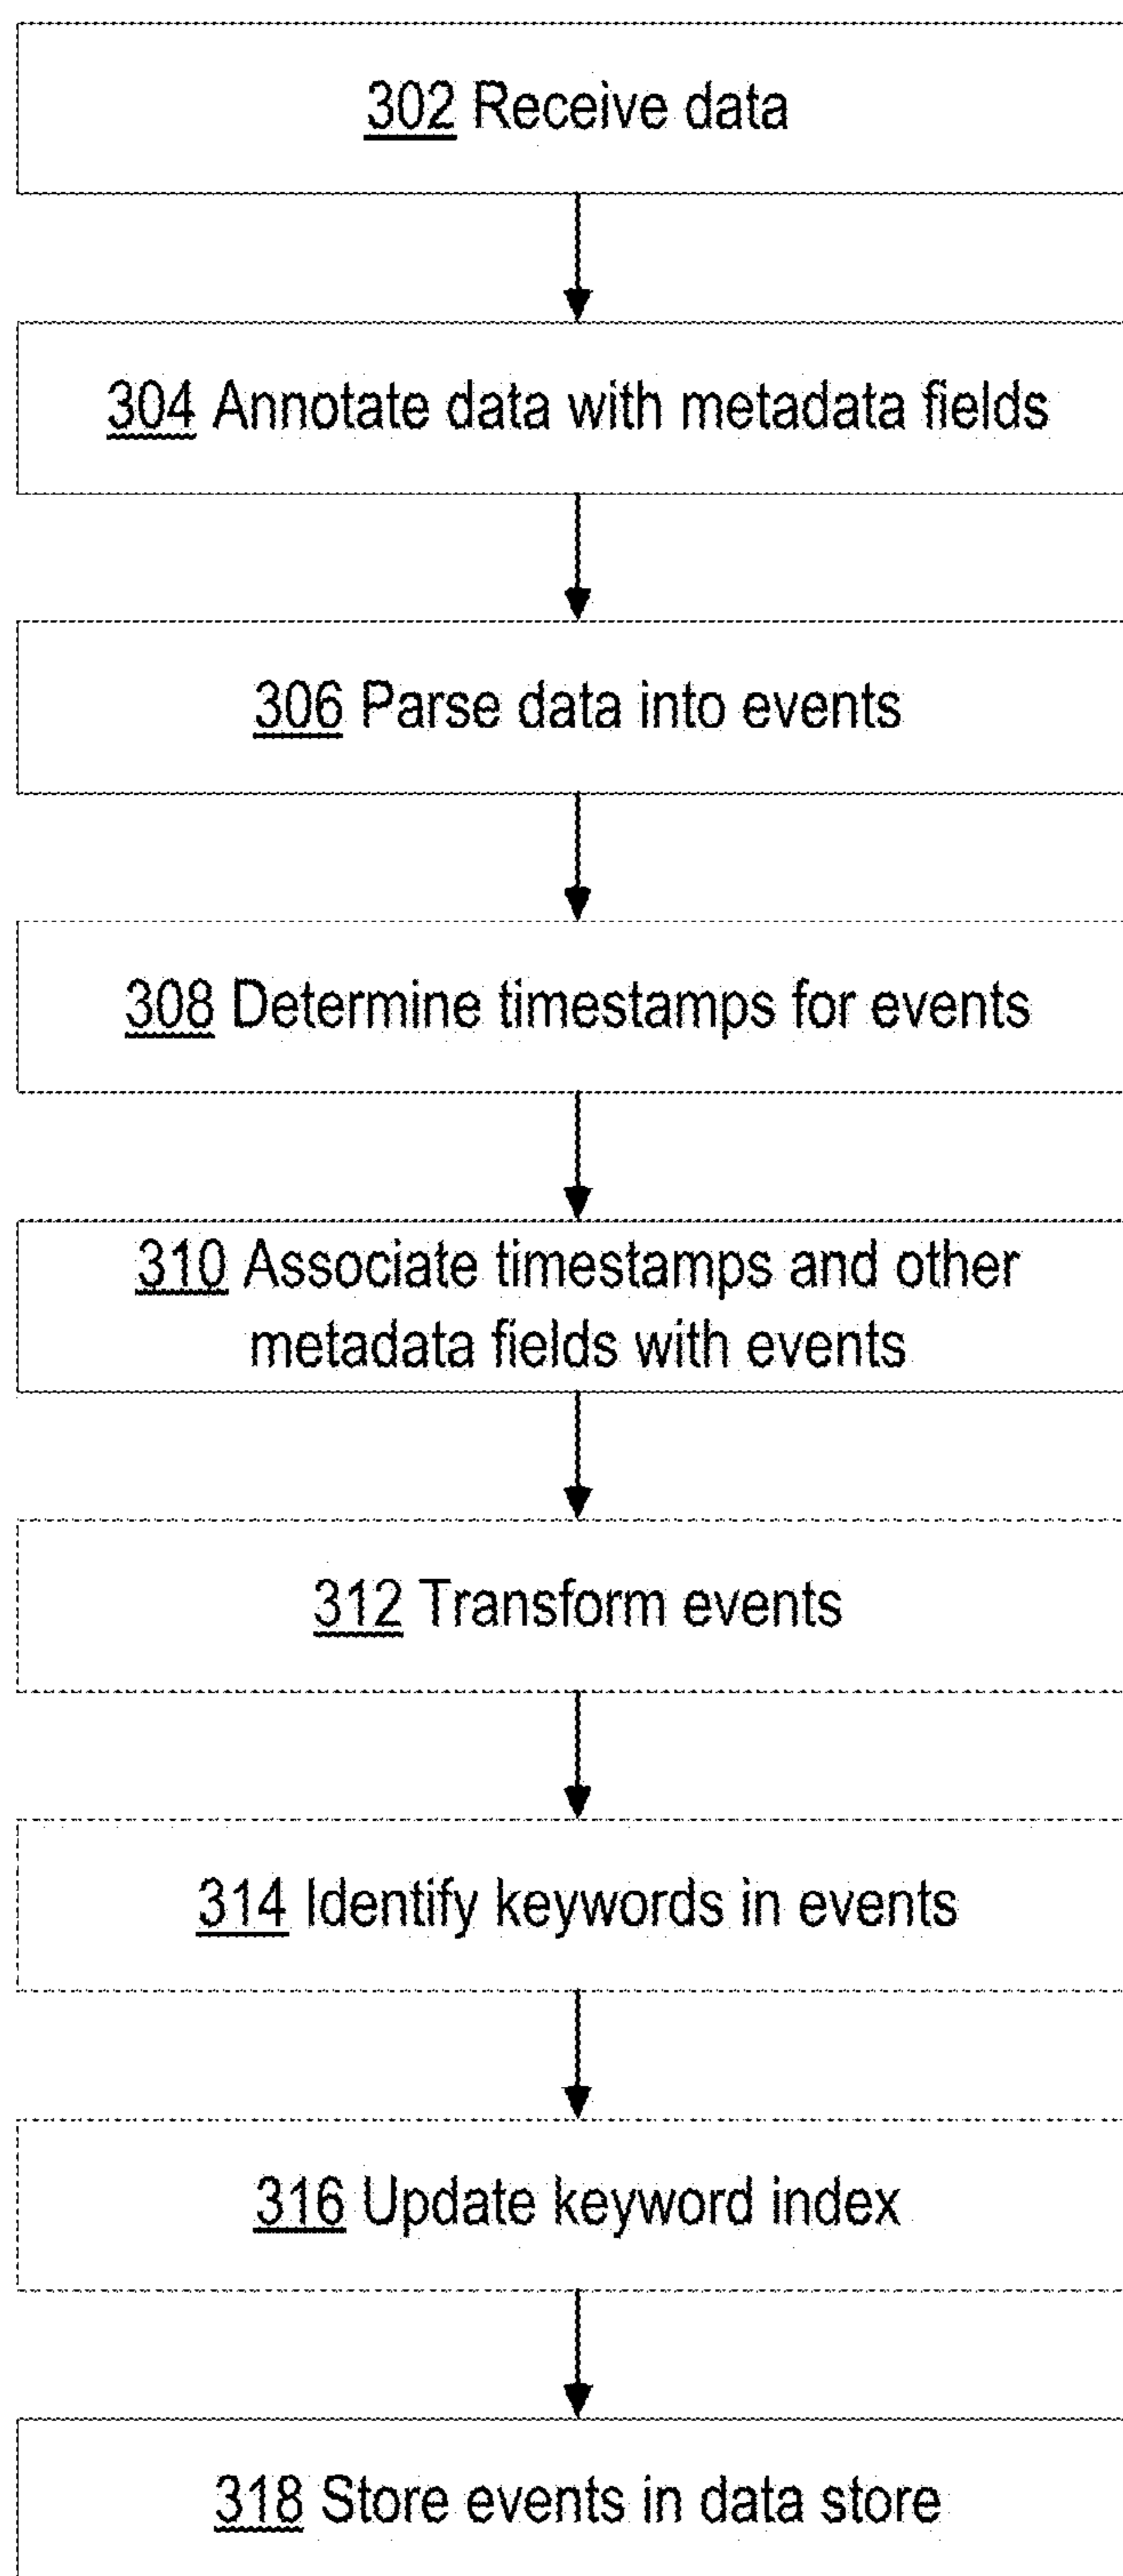 302 Receive data
304 Annotate data with metadata fields
306 Parse data into events
308 Determine timestamps for events
310 Associate timestamps and other
metadata fields with events
312 Transform events
314 Identify keywords in events
316 Update keyword index
318 Store events in data store